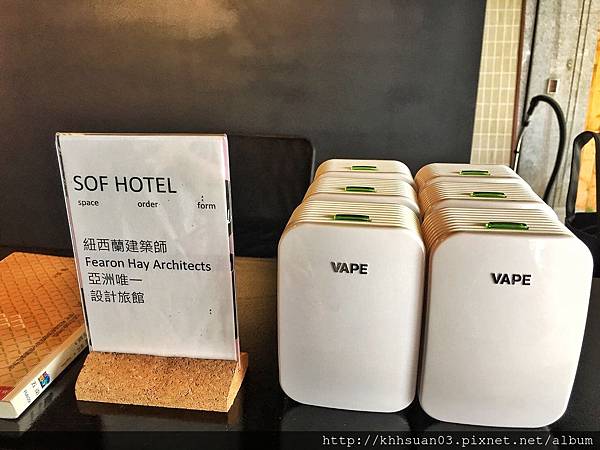 SOF HOTEL
space order form
紐西蘭建築師
Fearon Hay Architects
亞洲唯一
設計旅館
VAPE
VAPE
http://khhsuan03.pixnet.net/album